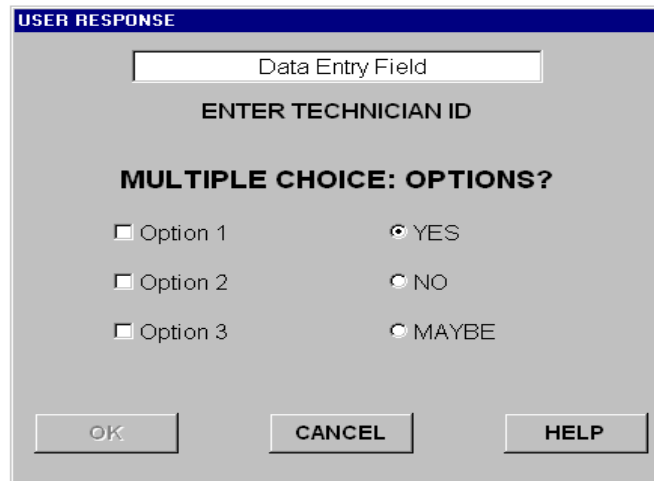 USER RESPONSE
Data Entry Field
ENTER TECHNICIAN ID
MULTIPLE CHOICE: OPTIONS?
Option 1 YES
Option 2 NO
Option 3 MAYBE
OK CANCEL HELP